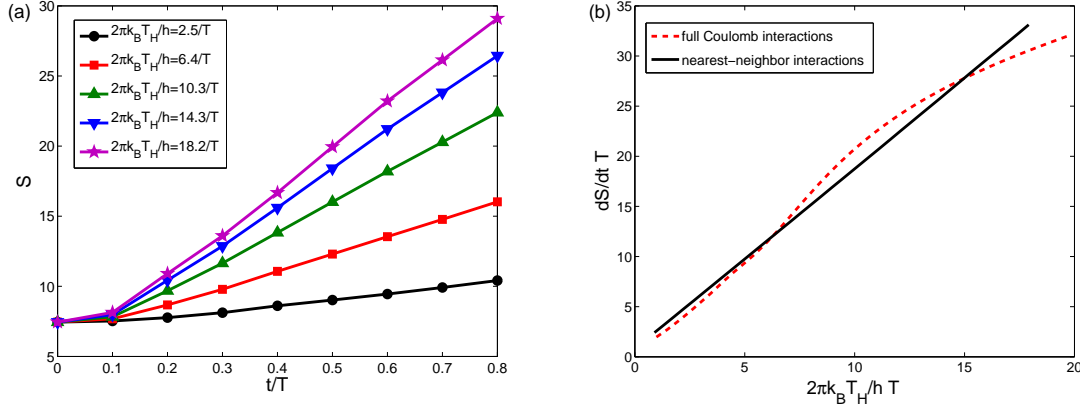 (a)
30
25
20
15
10
5
S
0
0.1
0.2
0.3
0.4
0.5
0.6
0.7
0.8
t/T
2πk_BT_H/h=2.5/T
2πk_BT_H/h=6.4/T
2πk_BT_H/h=10.3/T
2πk_BT_H/h=14.3/T
2πk_BT_H/h=18.2/T
(b)
35
30
25
20
15
10
5
0
dS/dt T
0
5
10
15
20
2πk_BT_H/h T
full Coulomb interactions
nearest−neighbor interactions